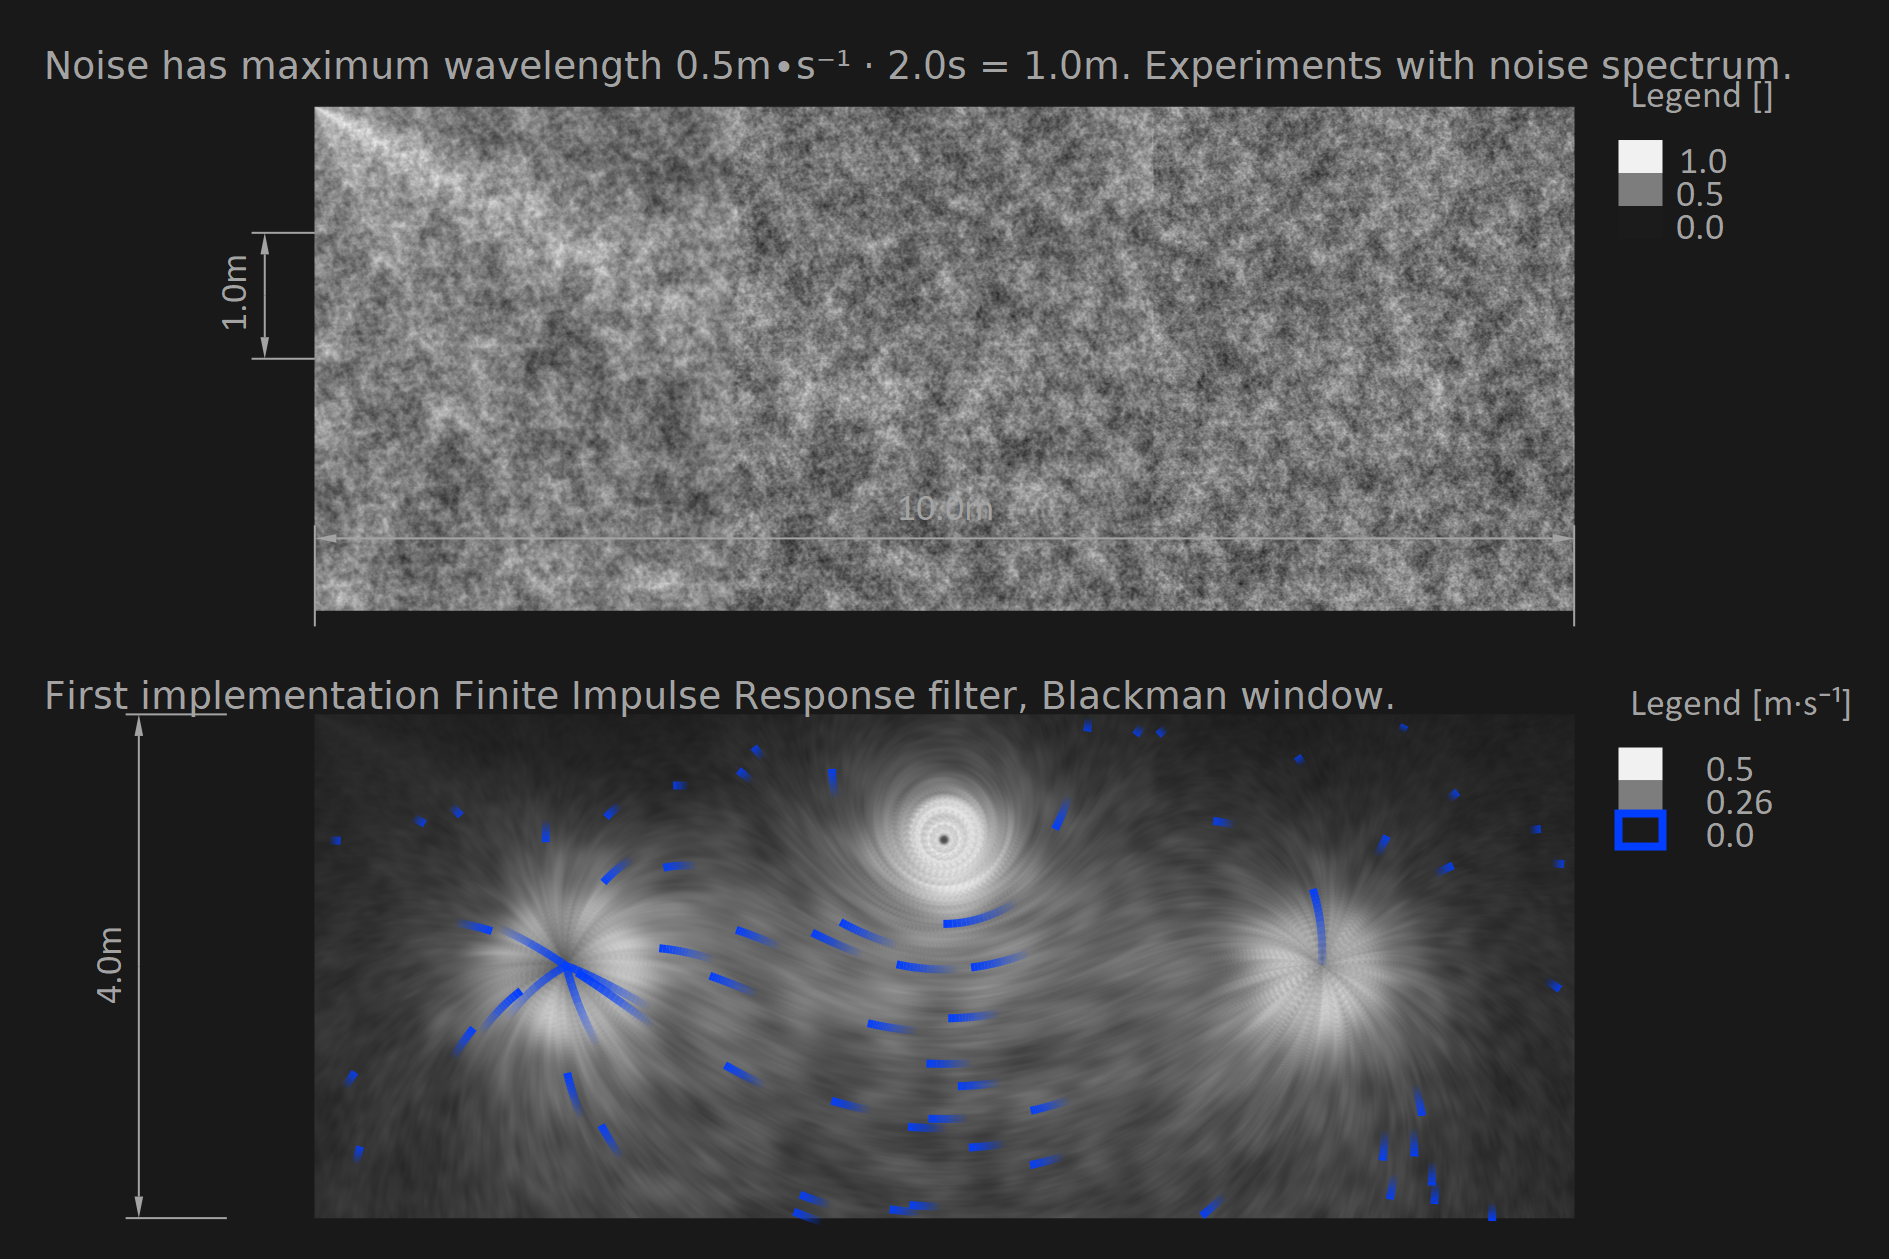 Noise has maximum wavelength 0.5m•s⁻¹ · 2.0s = 1.0m. Experiments with noise spectrum.
Legend []
1.0
0.5
0.0
1.0m
10.0m
First implementation Finite Impulse Response filter, Blackman window.
Legend [m·s⁻¹]
0.5
0.26
0.0
4.0m